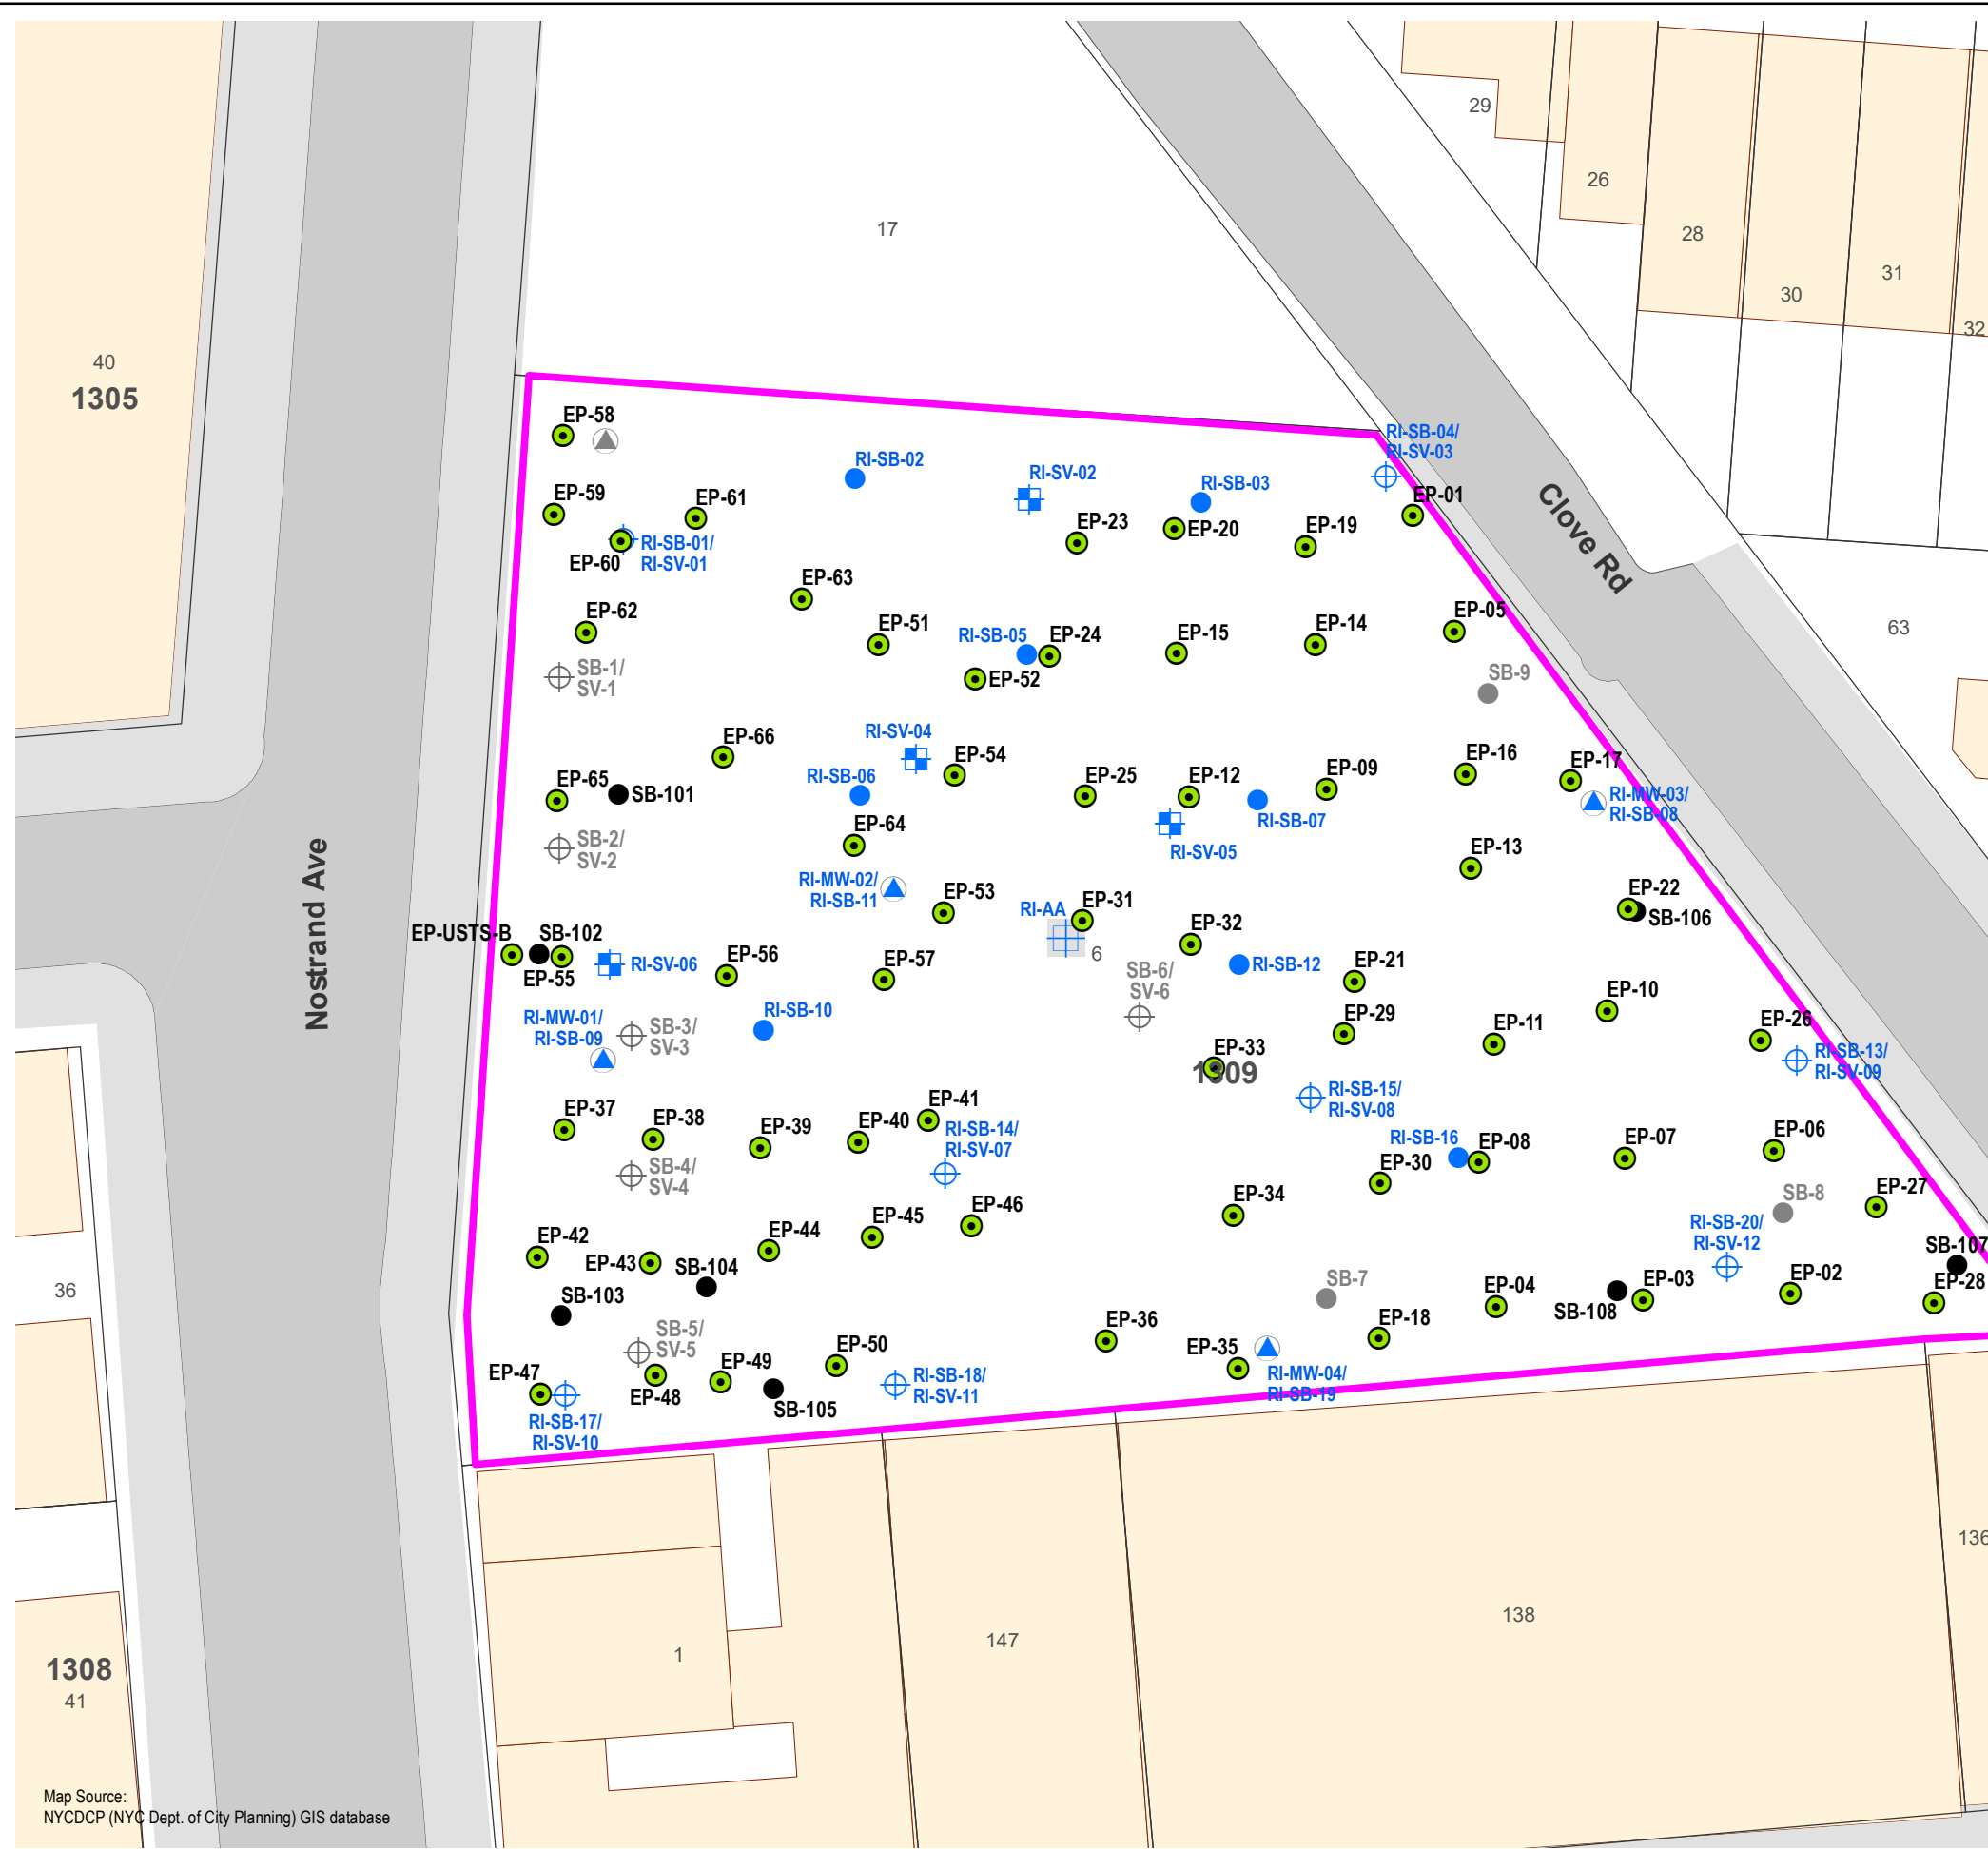 29
26
28
17
31
30
32
40
1305
EP-58
RI-SB-04/
RI-SV-03
RI-SB-02
RI-SV-02
RI-SB-03
EP-59
EP-61
EP-01
Clove Rd
EP-23
EP-20
EP-19
RI-SB-01/
RI-SV-01
EP-60
EP-63
EP-62
EP-51
RI-SB-05
EP-24
EP-15
EP-14
EP-05
63
SB-1/
SV-1
EP-52
SB-9
EP-66
RI-SV-04
EP-54
RI-SB-06
EP-65
SB-101
EP-25
EP-12
EP-09
EP-16
EP-17
RI-MW-03/
RI-SB-08
RI-SB-07
SB-2/
SV-2
EP-64
RI-SV-05
EP-13
Nostrand Ave
RI-MW-02/
RI-SB-11
EP-53
RI-AA
EP-31
EP-22
SB-106
EP-USTS-B
SB-102
EP-55
RI-SV-06
EP-56
EP-57
6
EP-32
RI-SB-12
SB-6/
SV-6
EP-21
EP-10
RI-MW-01/
RI-SB-09
SB-3/
SV-3
RI-SB-10
EP-29
EP-11
EP-26
EP-33
1309
RI-SB-13/
RI-SV-09
RI-SB-15/
RI-SV-08
EP-37
EP-38
EP-39
EP-40
EP-41
RI-SB-14/
RI-SV-07
RI-SB-16
EP-08
EP-07
EP-06
SB-4/
SV-4
EP-30
EP-34
SB-8
EP-27
EP-42
EP-43
EP-44
EP-45
EP-46
RI-SB-20/
RI-SV-12
SB-107
36
SB-103
SB-104
SB-7
EP-04
SB-108
EP-03
EP-02
EP-28
SB-5/
SV-5
EP-36
EP-35
EP-18
EP-47
EP-48
EP-49
EP-50
SB-105
RI-SB-18/
RI-SV-11
RI-MW-04/
RI-SB-19
RI-SB-17/
RI-SV-10
136
138
147
1
1308
41
Map Source:
NYCDCP (NYC Dept. of City Planning) GIS database